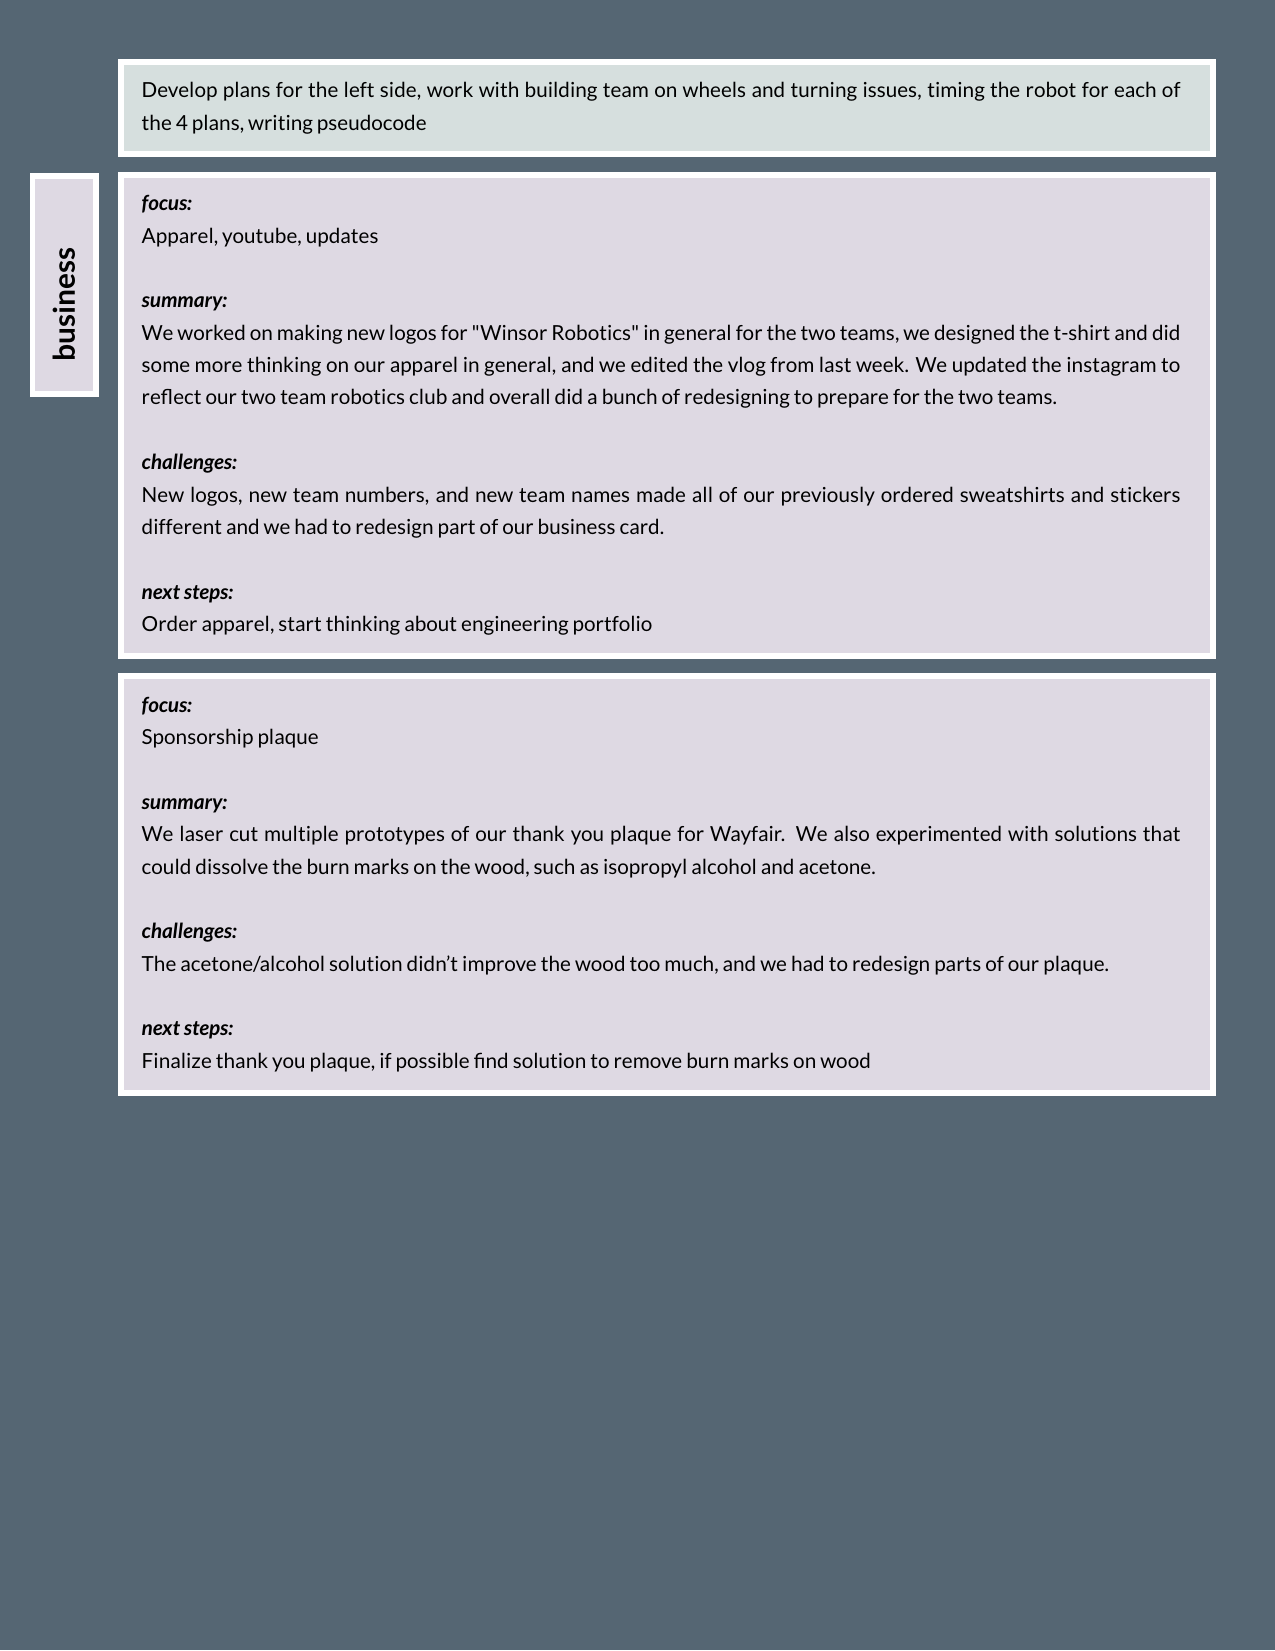 Develop plans for the left side, work with building team on wheels and turning issues, timing the robot for each of
the 4 plans, writing pseudocode
business
focus:
Apparel, youtube, updates
summary:
We worked on making new logos for "Winsor Robotics" in general for the two teams, we designed the t-shirt and did
some more thinking on our apparel in general, and we edited the vlog from last week. We updated the instagram to
reflect our two team robotics club and overall did a bunch of redesigning to prepare for the two teams.
challenges:
New logos, new team numbers, and new team names made all of our previously ordered sweatshirts and stickers
different and we had to redesign part of our business card.
next steps:
Order apparel, start thinking about engineering portfolio
focus:
Sponsorship plaque
summary:
We laser cut multiple prototypes of our thank you plaque for Wayfair.  We also experimented with solutions that
could dissolve the burn marks on the wood, such as isopropyl alcohol and acetone.
challenges:
The acetone/alcohol solution didn’t improve the wood too much, and we had to redesign parts of our plaque.
next steps:
Finalize thank you plaque, if possible find solution to remove burn marks on wood